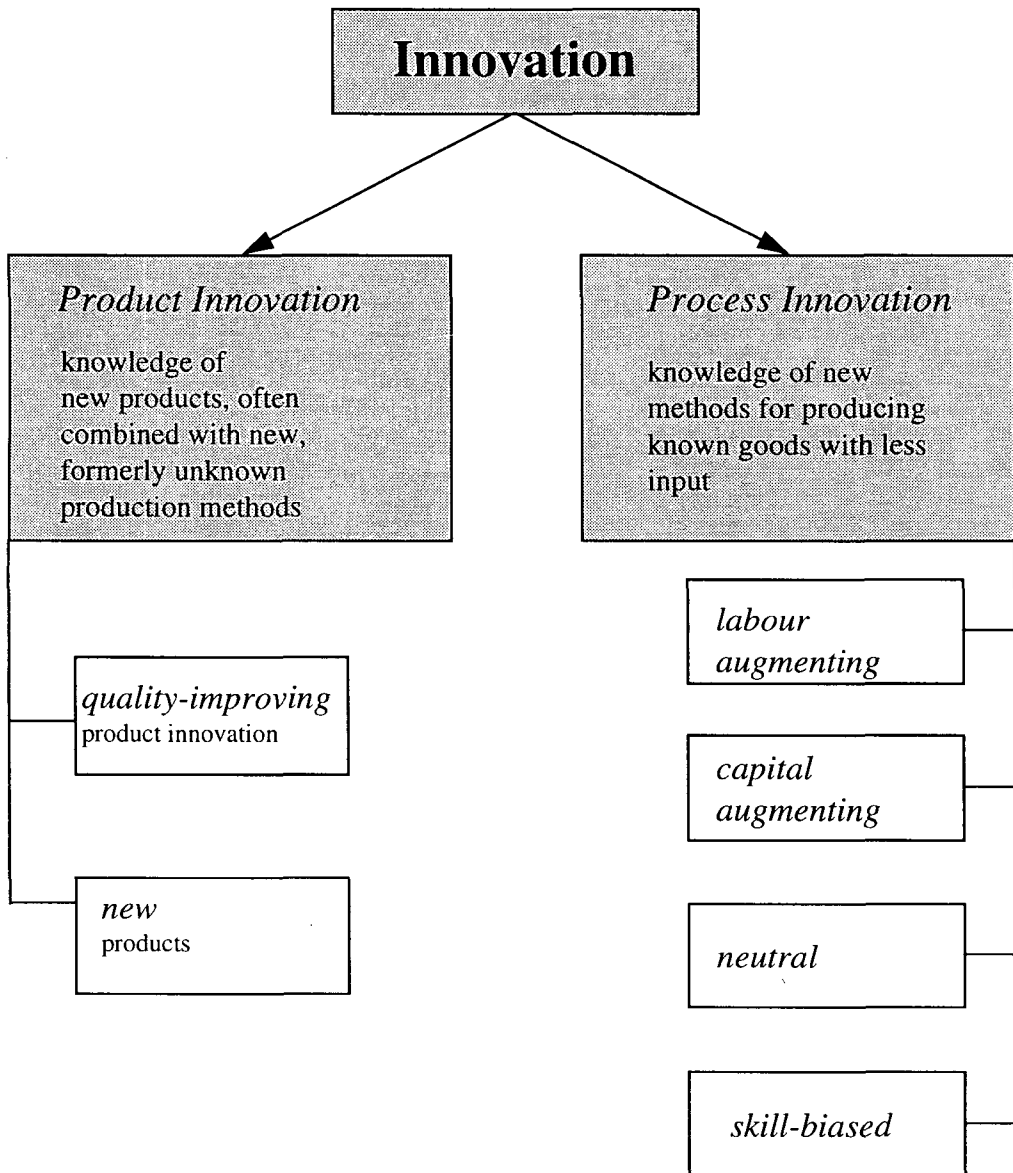 Innovation
Product Innovation
knowledge of
new products, often
combined with new,
formerly unknown
production methods
quality-improving
product innovation
new
products
Process Innovation
knowledge of new
methods for producing
known goods with less
input
labour
augmenting
capital
augmenting
neutral
skill-biased